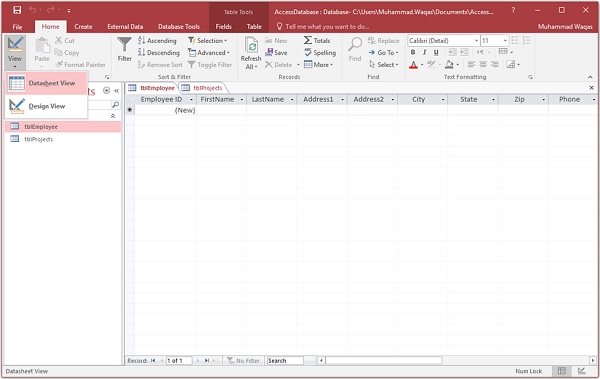 Table Tools
AccessDatabase : Database- C:\Users\Muhammad.Waqas\Documents\Acces...
?
File
Home
Create
External Data
Database Tools
Fields
Table
Tell me what you want to do...
Muhammad Waqas
View
Paste
Cut
Copy
Format Painter
Filter
Ascending
Descending
Remove Sort
Selection
Advanced
Toggle Filter
Refresh
All
New
Save
Delete
Totals
Spelling
More
Find
Replace
Go To
Select
Calibri (Detail)
11
B I U
Sort & Filter
Records
Find
Text Formatting
Datasheet View
Design View
ts
tblEmployee
tblProjects
tblEmployee
tblProjects
Employee ID
FirstName
LastName
Address1
Address2
City
State
Zip
Phone
(New)
Record:
1 of 1
No Filter
Search
Datasheet View
Num Lock